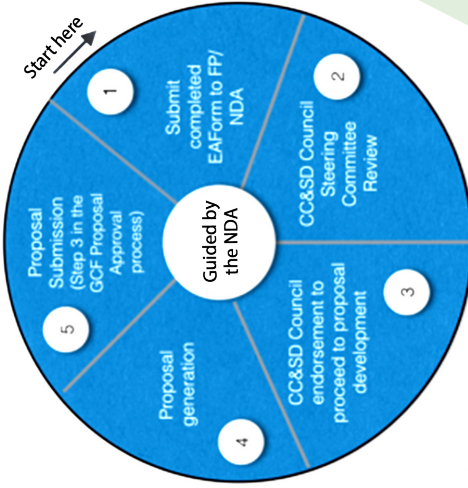 Start here
1
Submit
completed
EAForm to FP/
NDA
2
CC&SD Council
Steering
Committee
Review
3
CC&SD Council
endorsement to
proceed to proposal
development
4
Proposal
generation
5
Proposal
Submission
(Step 3 in the
GCF Proposal
Approval
process)
Guided by
the NDA